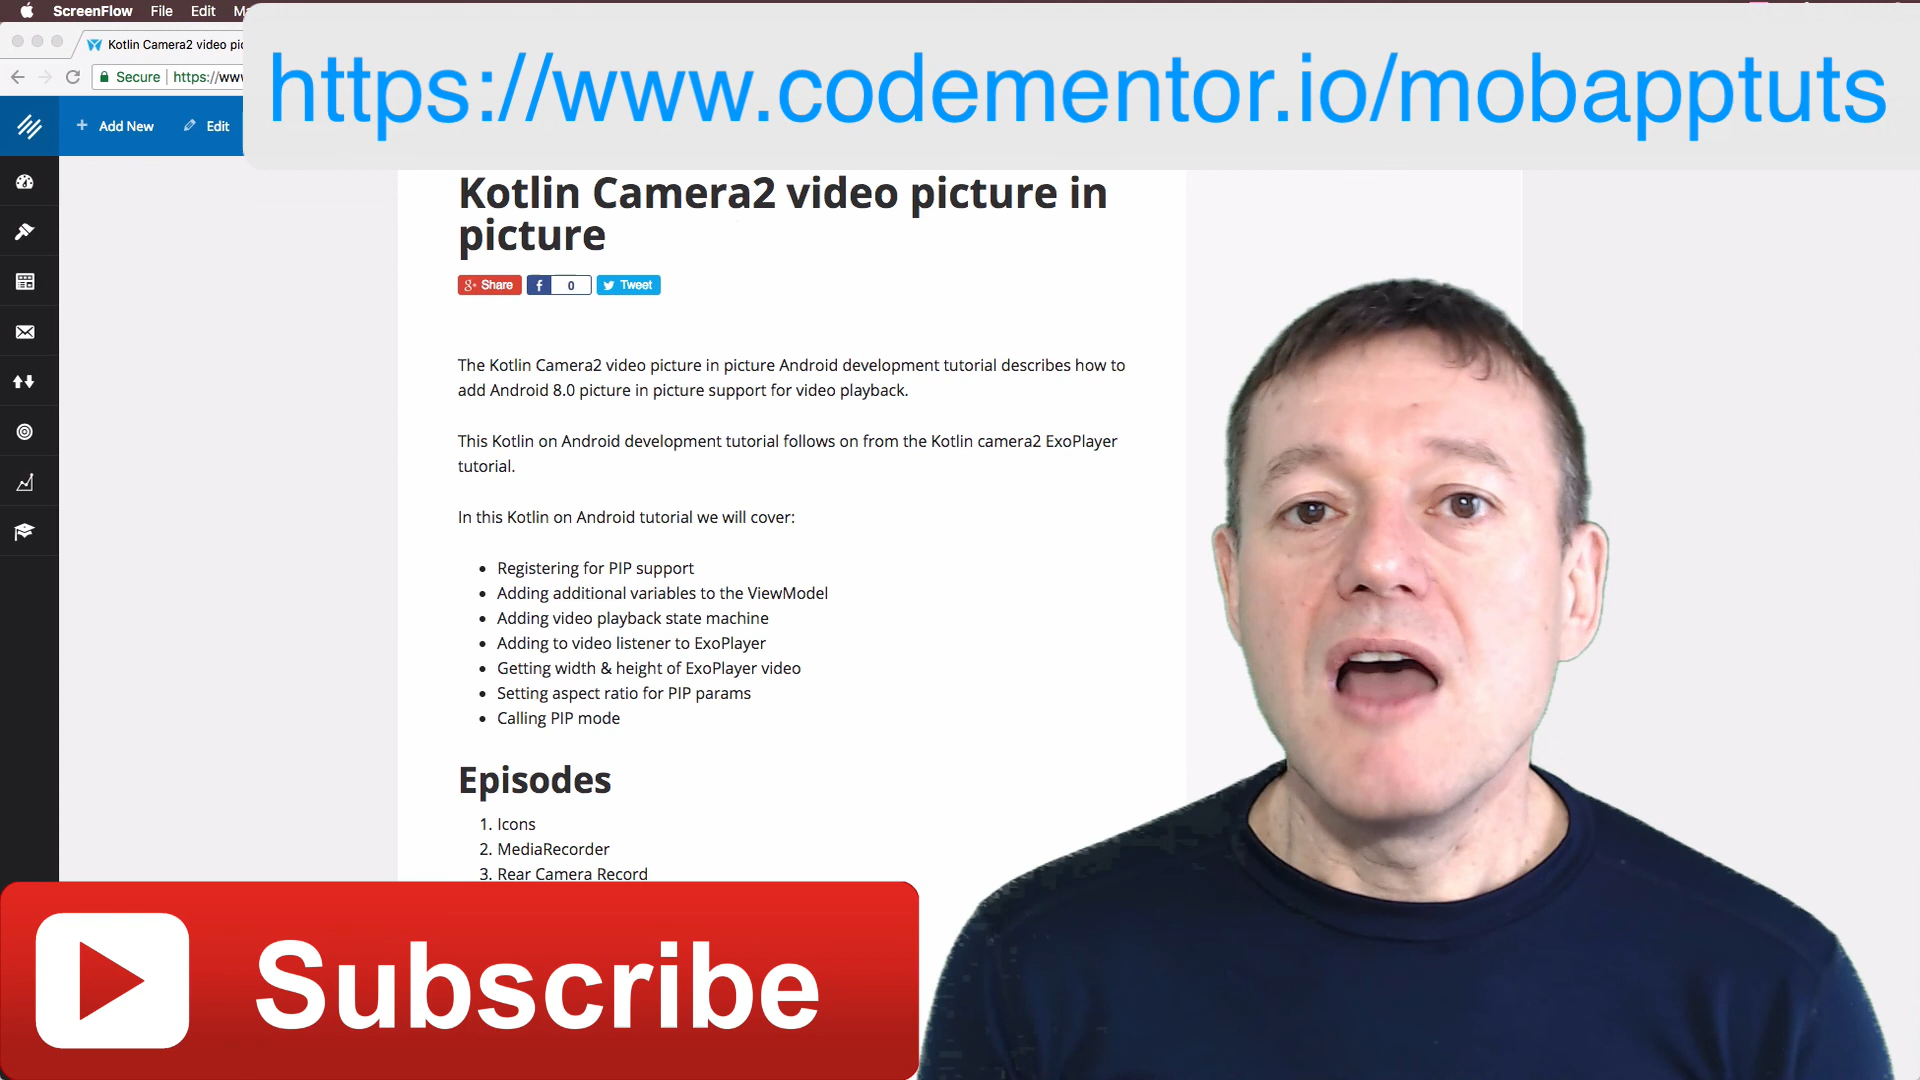 ScreenFlow File Edit
Kotlin Camera2 video
Secure https://www
https://www.codementor.io/mobapptuts
Add New Edit
Kotlin Camera2 video picture in
picture
Share 0 Tweet
The Kotlin Camera2 video picture in picture Android development tutorial describes how to
add Android 8.0 picture in picture support for video playback.
This Kotlin on Android development tutorial follows on from the Kotlin camera2 ExoPlayer
tutorial.
In this Kotlin on Android tutorial we will cover:
• Registering for PIP support
• Adding additional variables to the ViewModel
• Adding video playback state machine
• Adding to video listener to ExoPlayer
• Getting width & height of ExoPlayer video
• Setting aspect ratio for PIP params
• Calling PIP mode
Episodes
1. Icons
2. MediaRecorder
3. Rear Camera Record
Subscribe